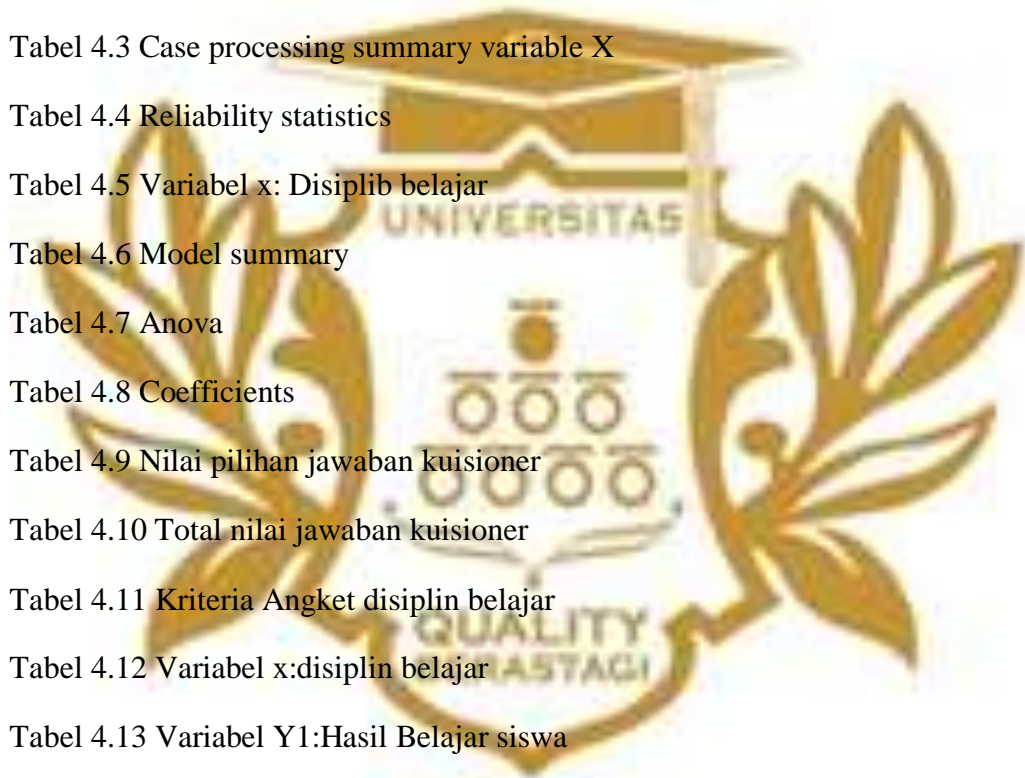 Tabel 4.3 Case processing summary variable X
Tabel 4.4 Reliability statistics
Tabel 4.5 Variabel x: Disiplib belajar
UNIVERSITAS
Tabel 4.6 Model summary
Tabel 4.7 Anova
Tabel 4.8 Coefficients
Tabel 4.9 Nilai pilihan jawaban kuisioner
Tabel 4.10 Total nilai jawaban kuisioner
Tabel 4.11 Kriteria Angket disiplin belajar
QUALITY
Tabel 4.12 Variabel x:disiplin belajar
Tabel 4.13 Variabel Y1:Hasil Belajar siswa